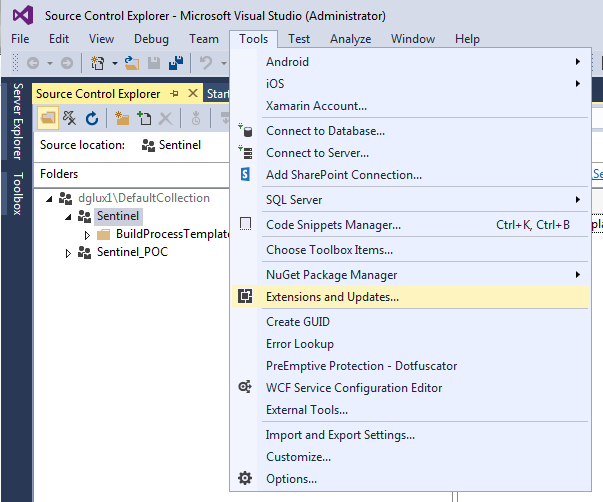 Source Control Explorer - Microsoft Visual Studio (Administrator)
File Edit View Debug Team Tools Test Analyze Window Help
Server Explorer
Toolbox
Source Control Explorer
Source location: Sentinel
Folders
dglux1\DefaultCollection
Sentinel
BuildProcessTemplate
Sentinel_POC
Android
iOS
Xamarin Account...
Connect to Database...
Connect to Server...
Add SharePoint Connection...
SQL Server
Code Snippets Manager... Ctrl+K, Ctrl+B
Choose Toolbox Items...
NuGet Package Manager
Extensions and Updates...
Create GUID
Error Lookup
PreEmptive Protection - Dotfuscator
WCF Service Configuration Editor
External Tools...
Import and Export Settings...
Customize...
Options...